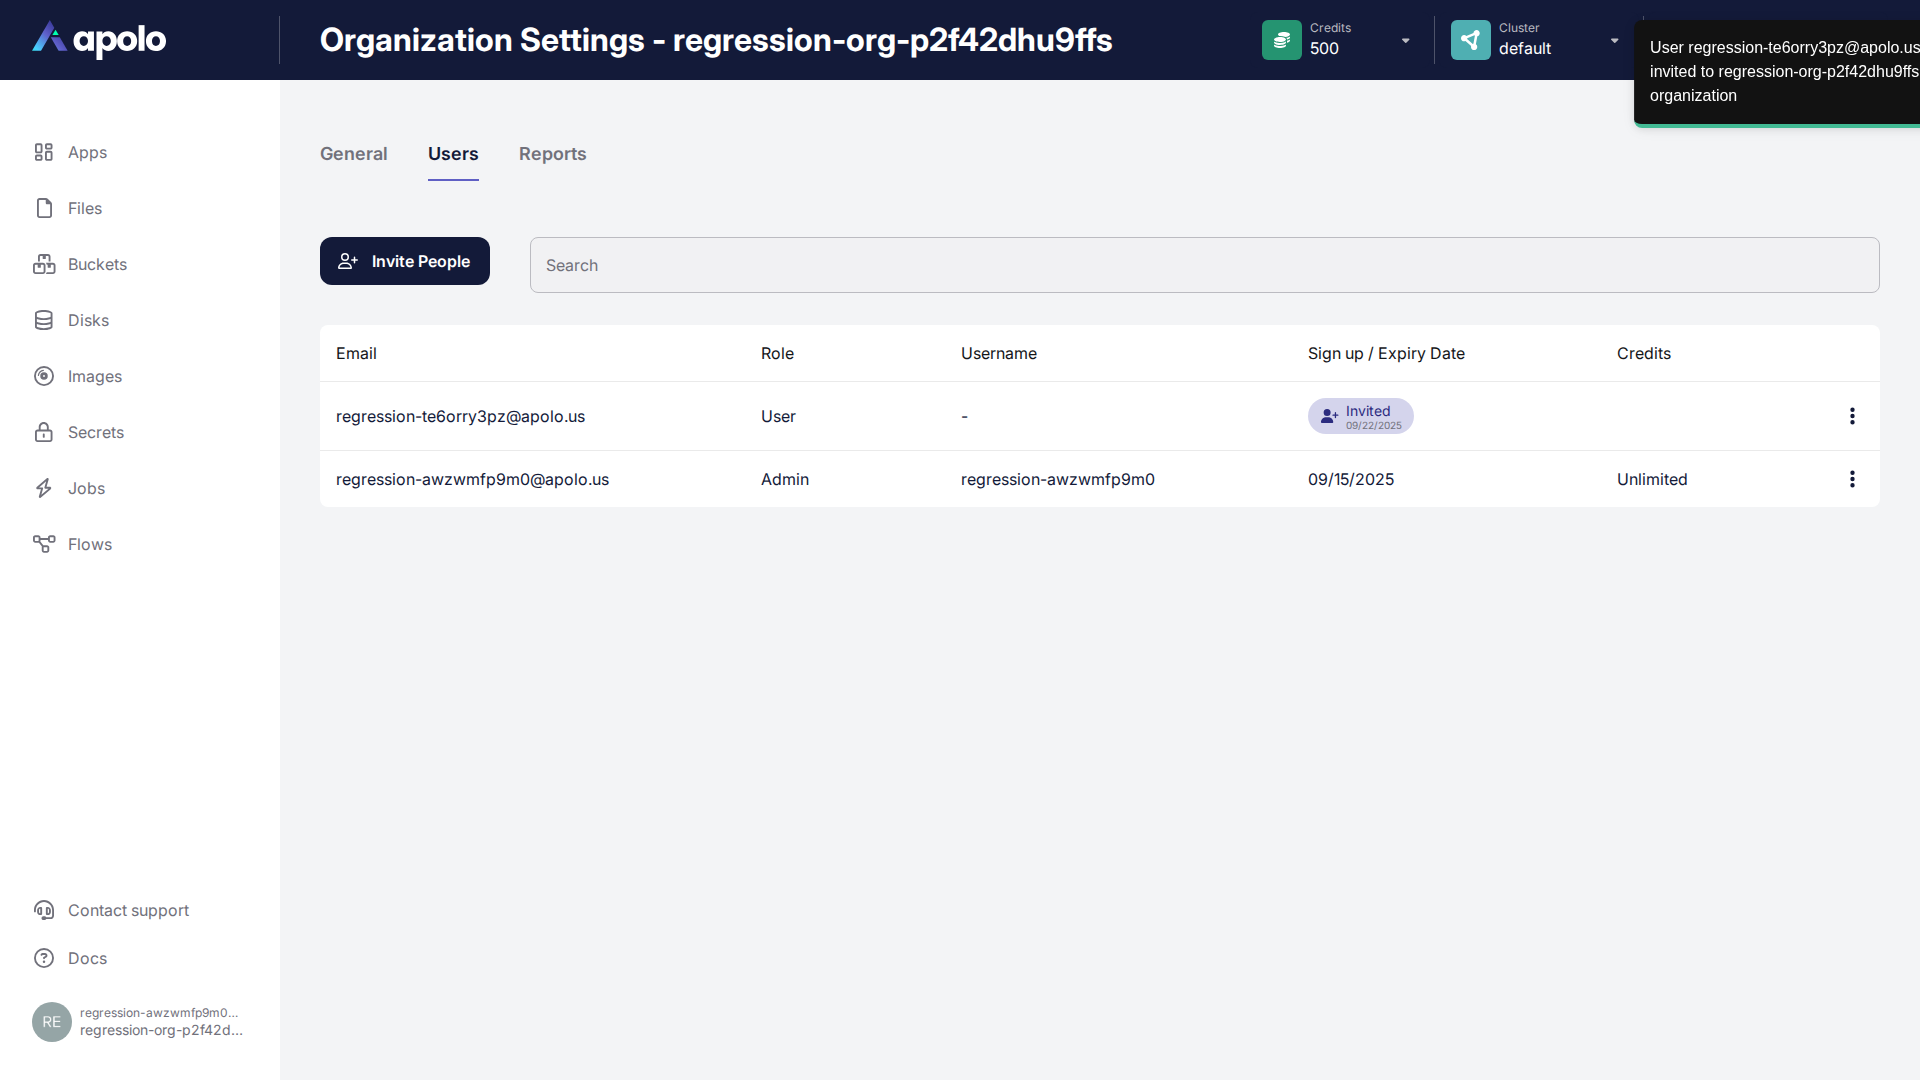 apolo
Organization Settings - regression-org-p2f42dhu9ffs
Credits
500
Cluster
default
User regression-te6orry3pz@apolo.us
invited to regression-org-p2f42dhu9ffs
organization
Apps
Files
Buckets
Disks
Images
Secrets
Jobs
Flows
General Users Reports
Invite People
Search
Email Role Username Sign up / Expiry Date Credits
regression-te6orry3pz@apolo.us User - Invited
09/22/2025
regression-awzwmfp9m0@apolo.us Admin regression-awzwmfp9m0 09/15/2025 Unlimited
Contact support
Docs
RE
regression-awzwmfp9m0...
regression-org-p2f42d...